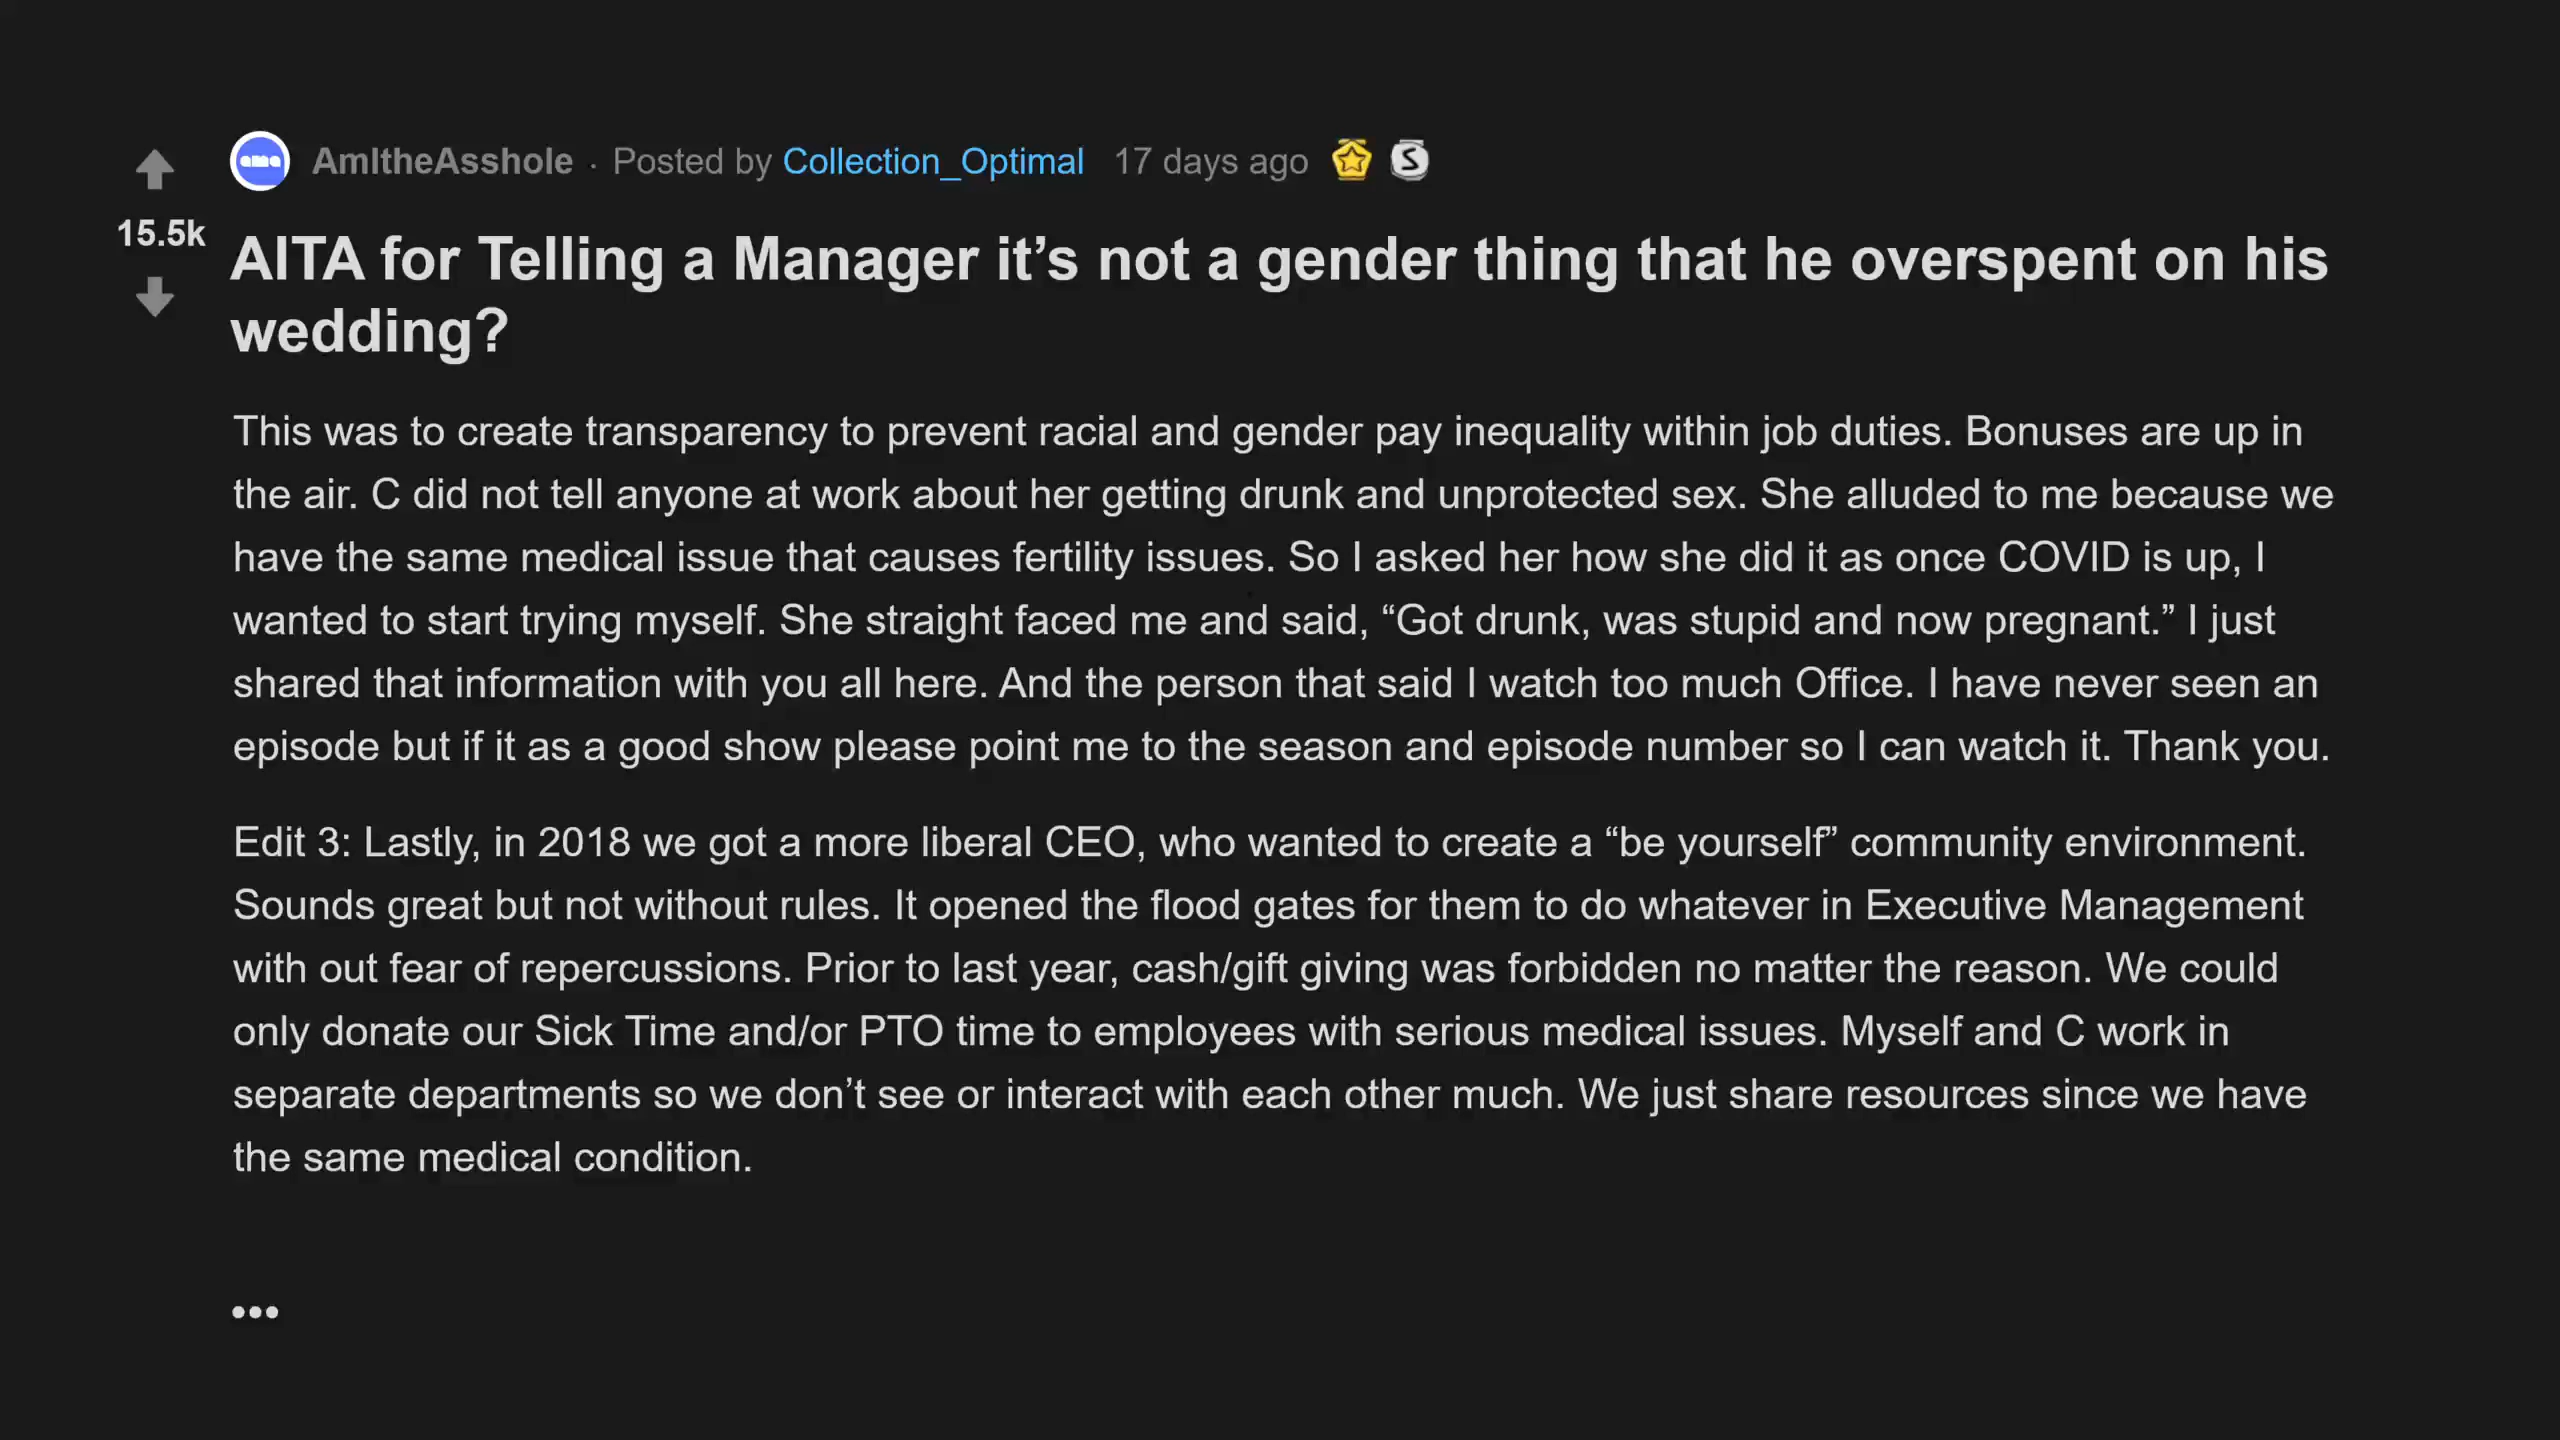 AmItheAsshole · Posted by Collection_Optimal 17 days ago
15.5k
AITA for Telling a Manager it’s not a gender thing that he overspent on his
wedding?
This was to create transparency to prevent racial and gender pay inequality within job duties. Bonuses are up in
the air. C did not tell anyone at work about her getting drunk and unprotected sex. She alluded to me because we
have the same medical issue that causes fertility issues. So I asked her how she did it as once COVID is up, I
wanted to start trying myself. She straight faced me and said, “Got drunk, was stupid and now pregnant.” I just
shared that information with you all here. And the person that said I watch too much Office. I have never seen an
episode but if it as a good show please point me to the season and episode number so I can watch it. Thank you.
Edit 3: Lastly, in 2018 we got a more liberal CEO, who wanted to create a “be yourself” community environment.
Sounds great but not without rules. It opened the flood gates for them to do whatever in Executive Management
with out fear of repercussions. Prior to last year, cash/gift giving was forbidden no matter the reason. We could
only donate our Sick Time and/or PTO time to employees with serious medical issues. Myself and C work in
separate departments so we don’t see or interact with each other much. We just share resources since we have
the same medical condition.
•••